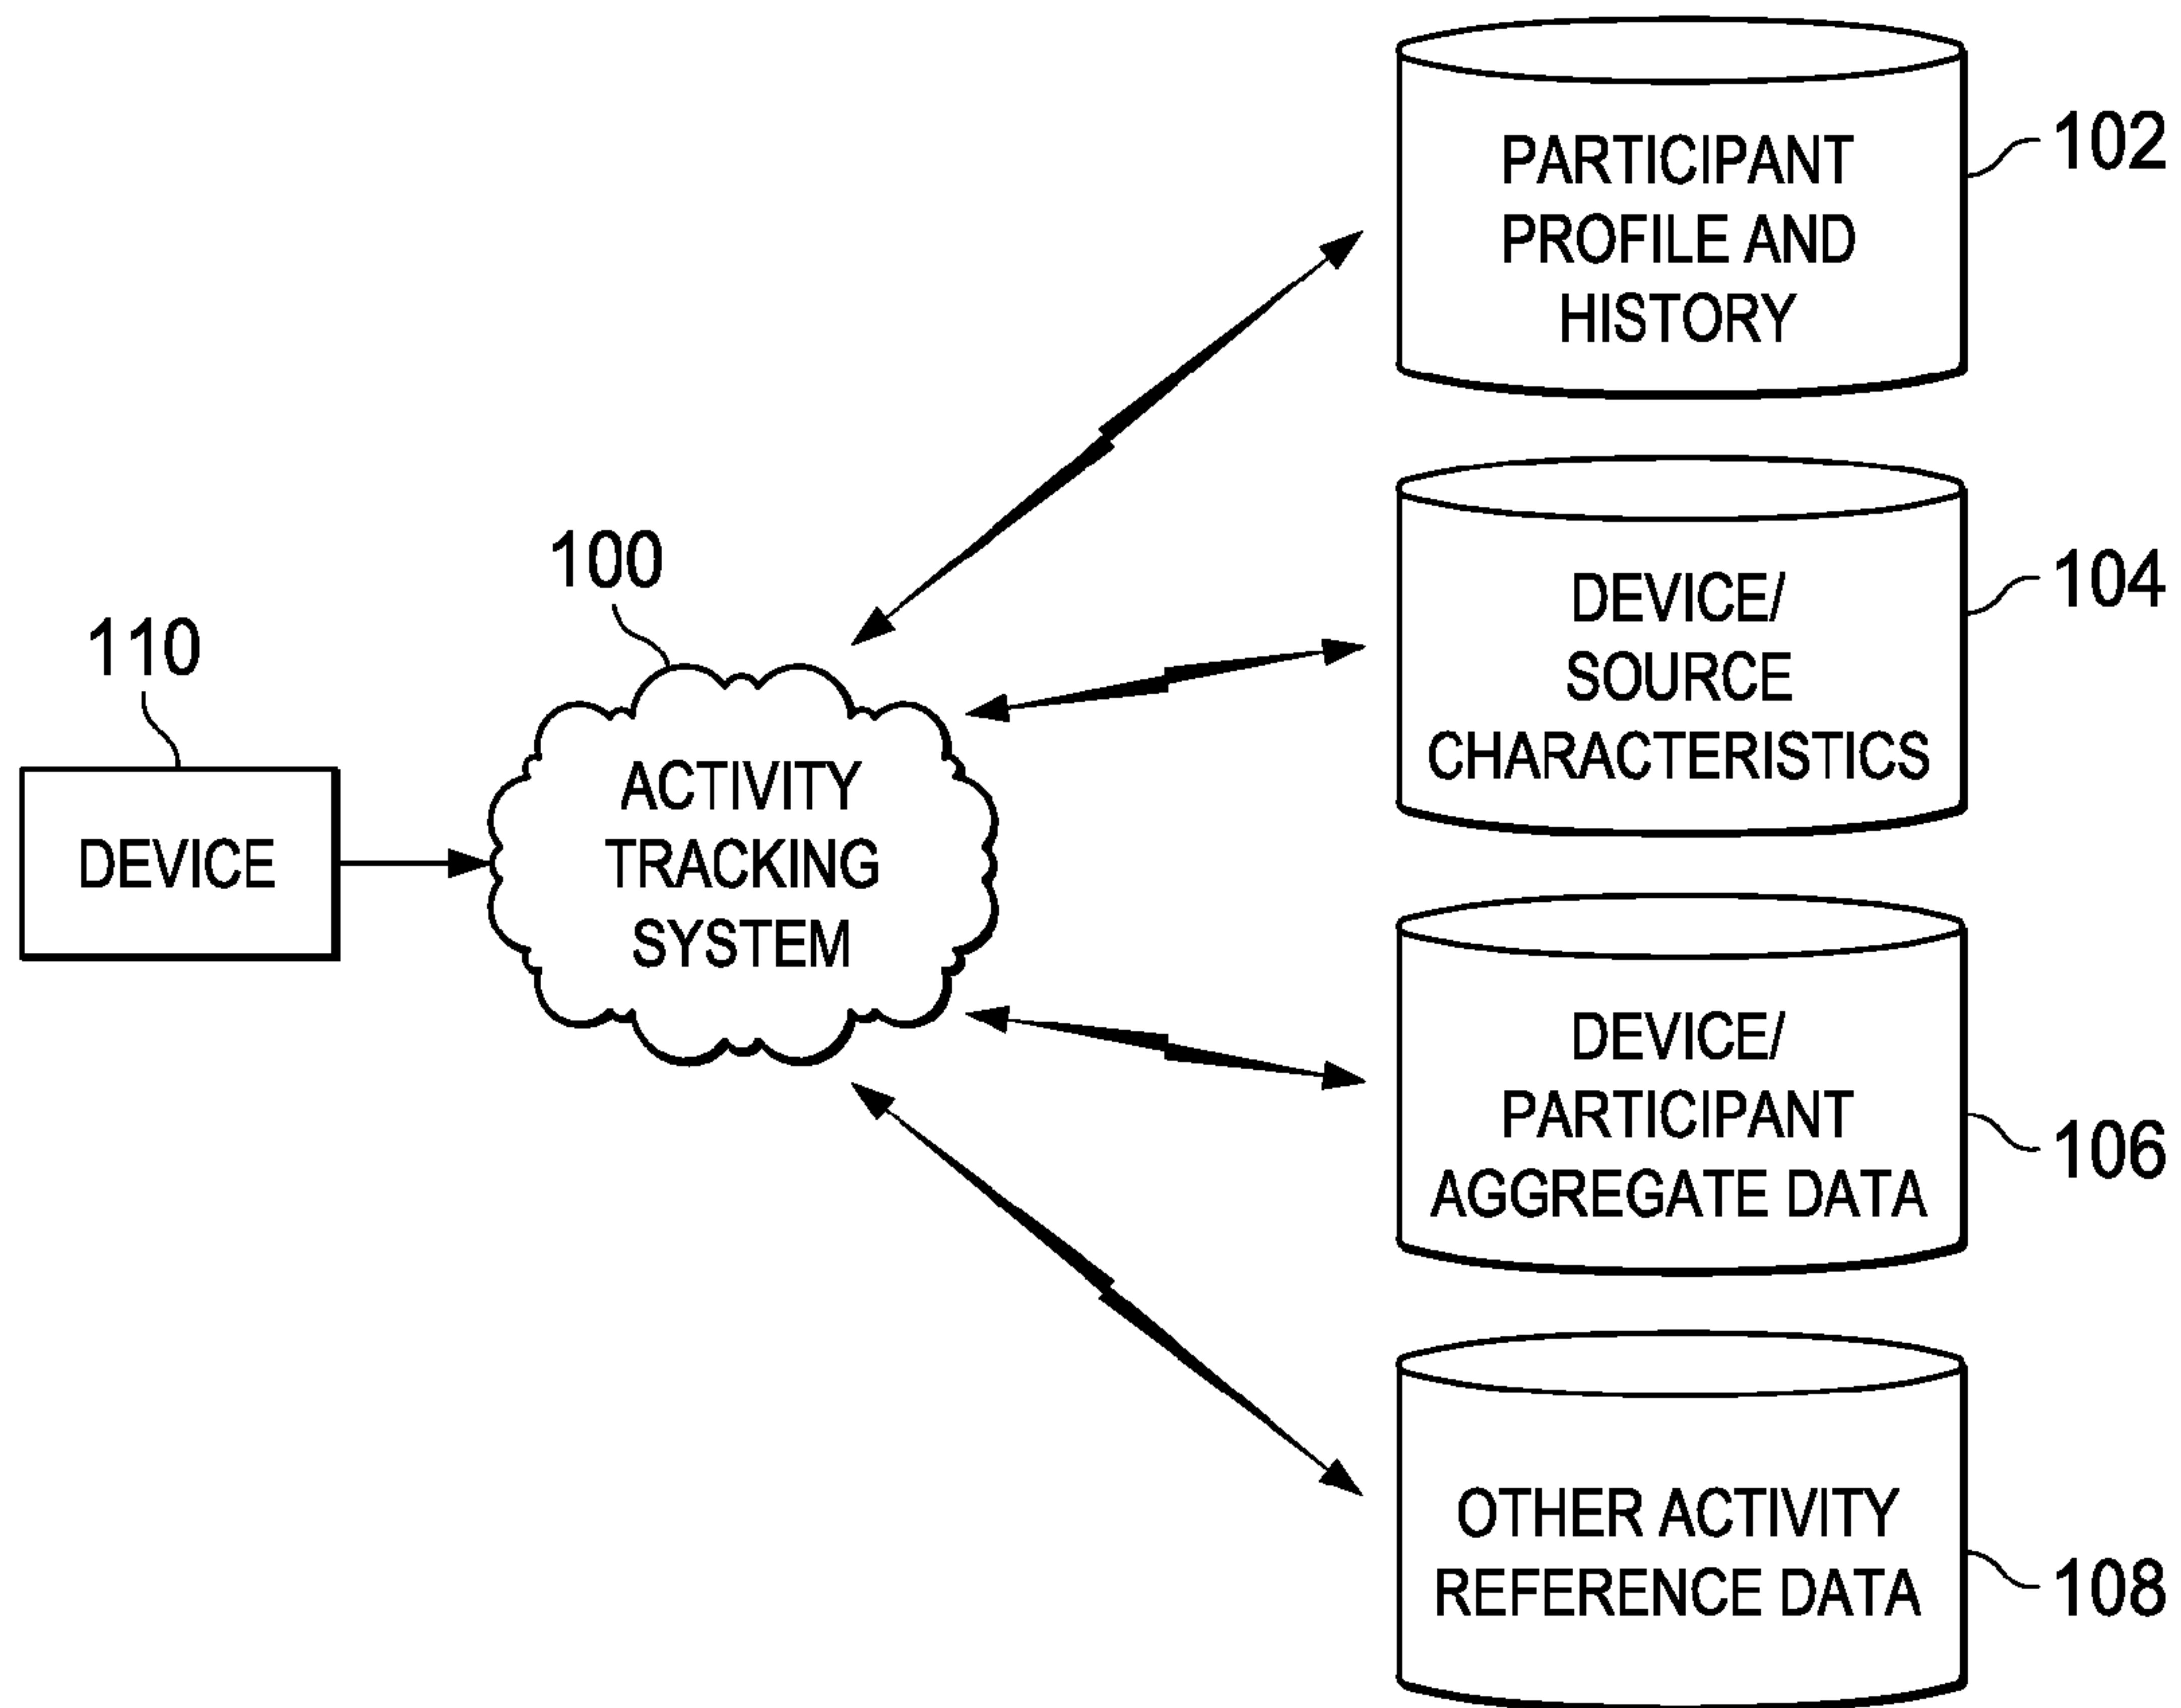 PARTICIPANT
PROFILE AND
HISTORY
102
DEVICE/
SOURCE
CHARACTERISTICS
104
100
110
ACTIVITY
TRACKING
SYSTEM
DEVICE
DEVICE/
PARTICIPANT
AGGREGATE DATA
106
OTHER ACTIVITY
REFERENCE DATA
108